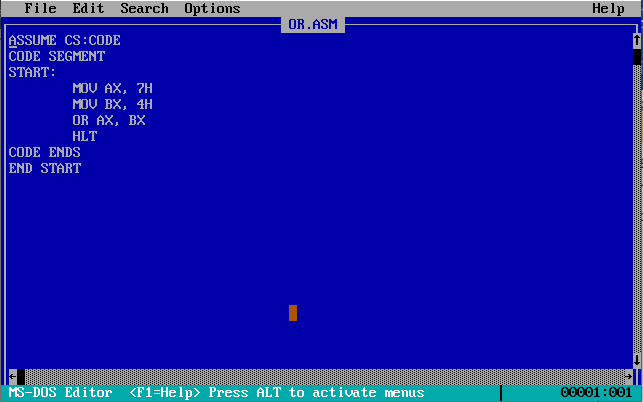 File  Edit  Search  Options  Help
OR.ASM
ASSUME CS:CODE
CODE SEGMENT
START:
MOV AX, 7H
MOV BX, 4H
OR AX, BX
HLT
CODE ENDS
END START
MS-DOS Editor  <F1=Help> Press ALT to activate menus  00001:001